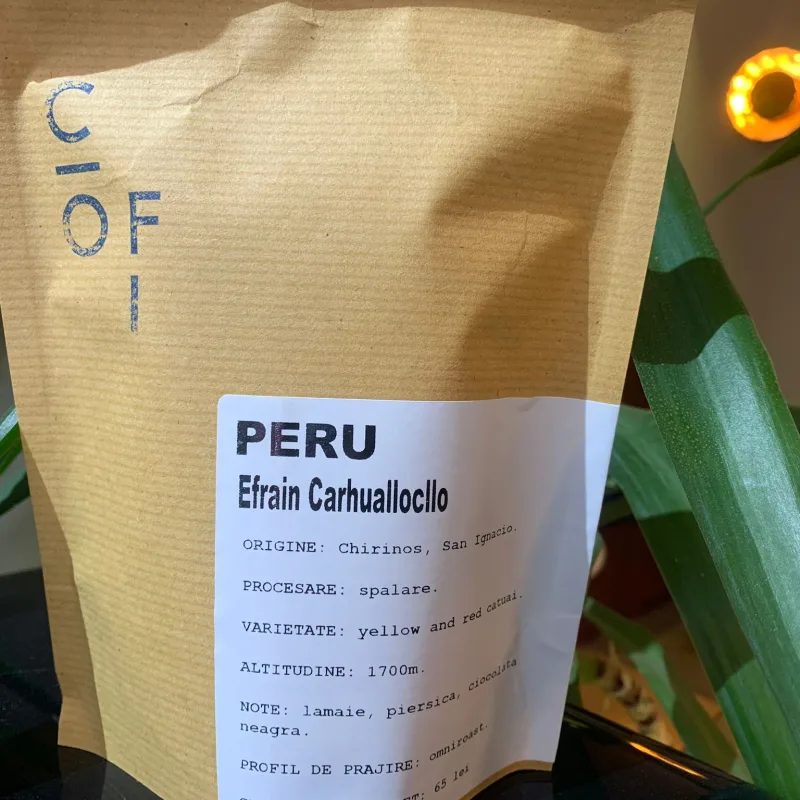 C
O F
I
PERU
Efrain Carhuallocllo
ORIGINE: Chirinos, San Ignacio.
PROCESARE: spalare.
VARIETATE: yellow and red catuai.
ALTITUDINE: 1700m.
NOTE: lamaie, piersica, ciocolata
neagra.
PROFIL DE PRAJIRE: omniroast.
65 lei